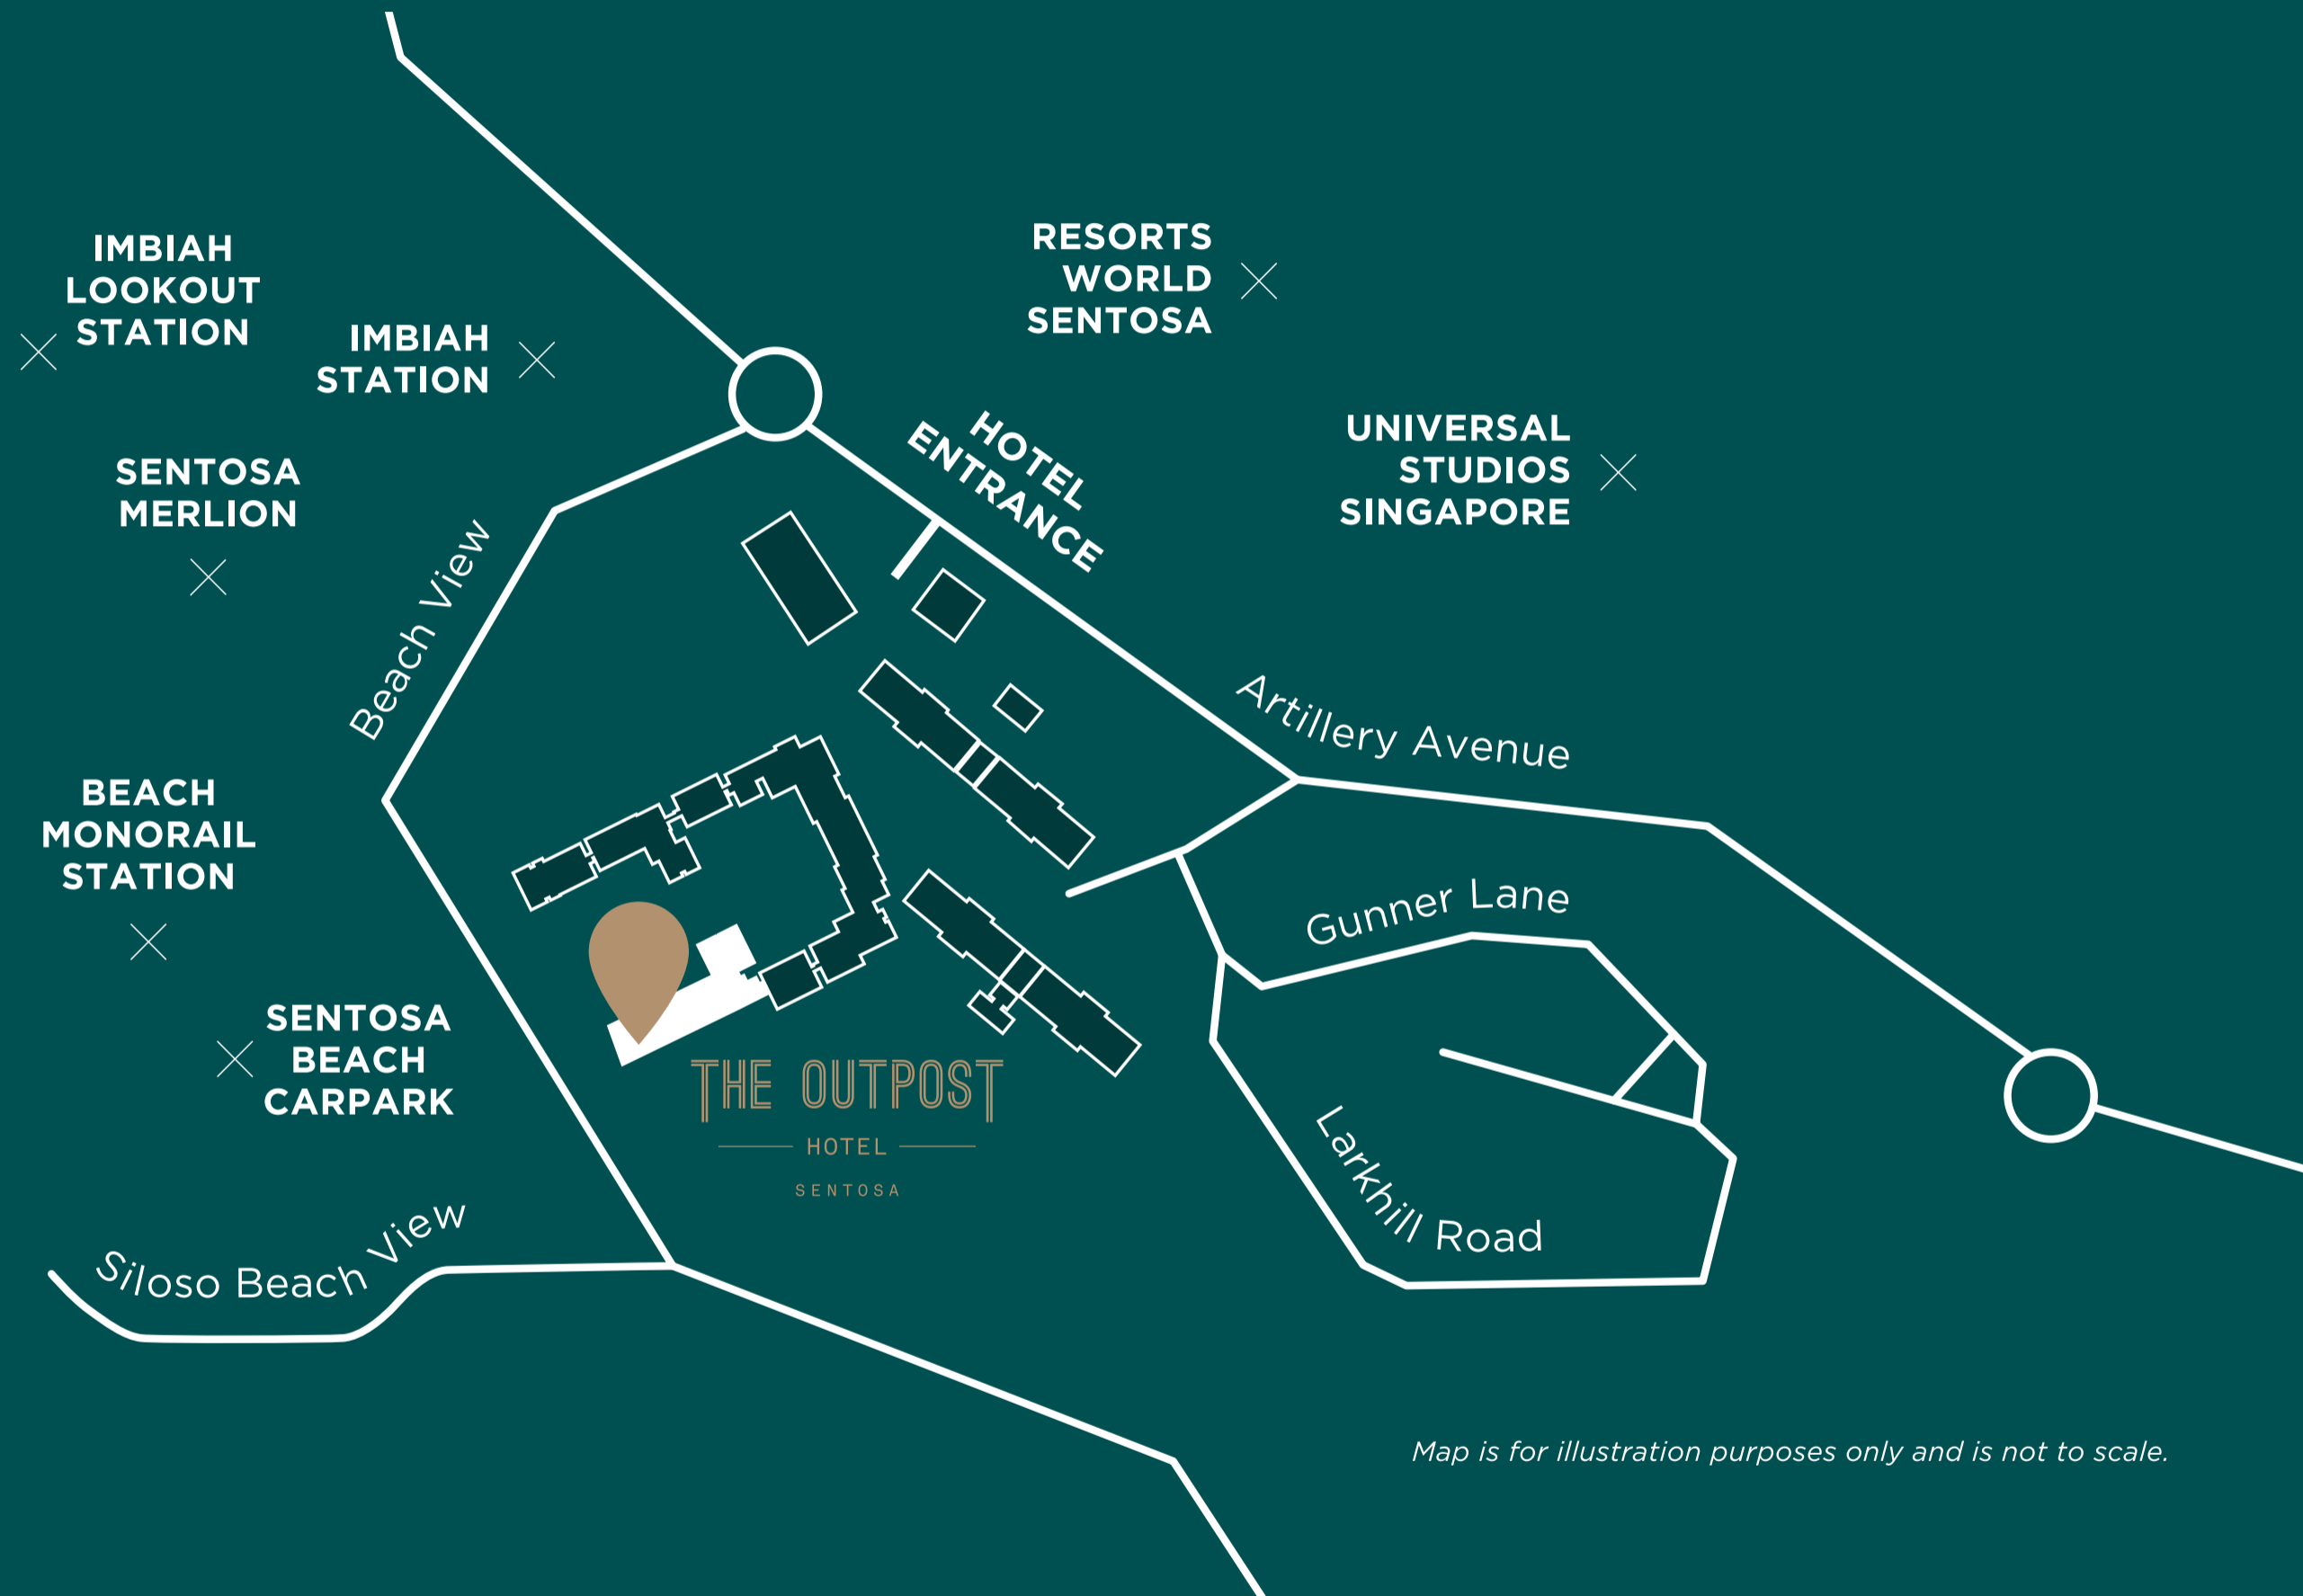 IMBIAH
LOOKOUT
STATION
IMBIAH
STATION
RESORTS
WORLD
SENTOSA
HOTEL
ENTRANCE
UNIVERSAL
STUDIOS
SINGAPORE
SENTOSA
MERLION
Beach View
Artillery Avenue
BEACH
MONORAIL
STATION
Gunner Lane
SENTOSA
BEACH
CARPARK
THE OUTPOST
HOTEL
SENTOSA
Larkhill Road
Siloso Beach View
Map is for illustration purposes only and is not to scale.